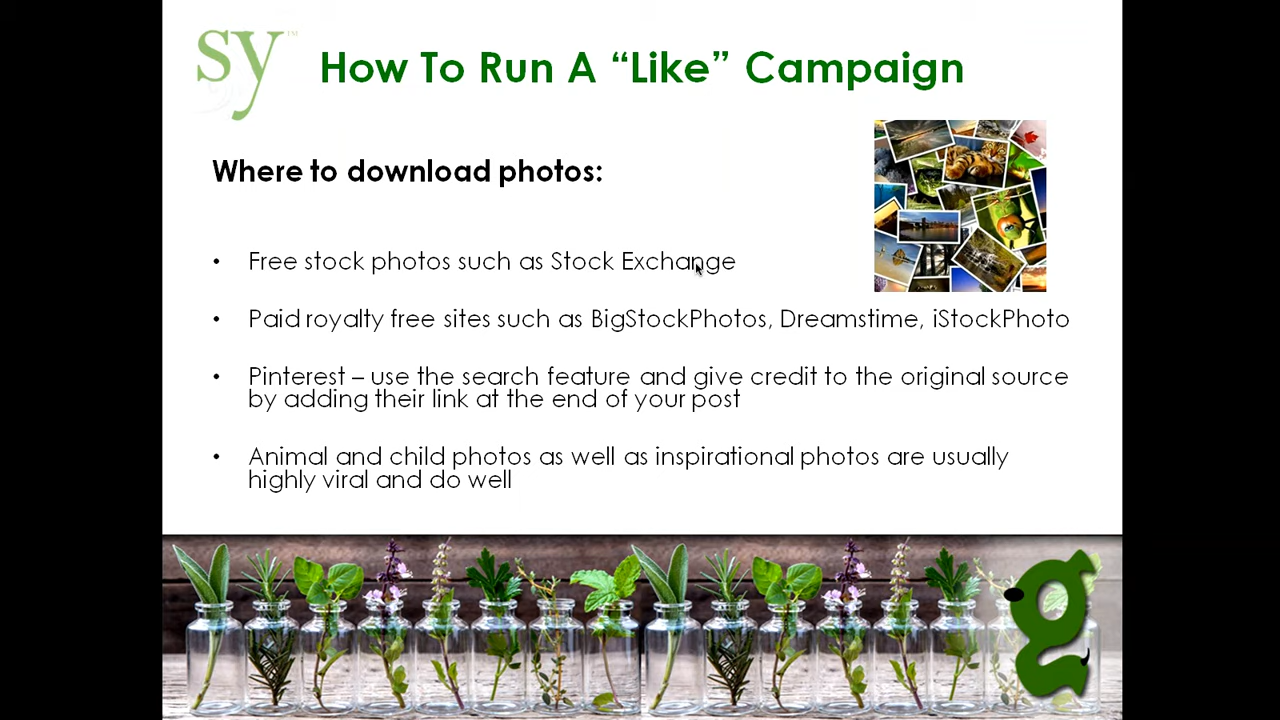 sy™
How To Run A “Like” Campaign
Where to download photos:
• Free stock photos such as Stock Exchange
• Paid royalty free sites such as BigStockPhotos, Dreamstime, iStockPhoto
• Pinterest – use the search feature and give credit to the original source
by adding their link at the end of your post
• Animal and child photos as well as inspirational photos are usually
highly viral and do well
g